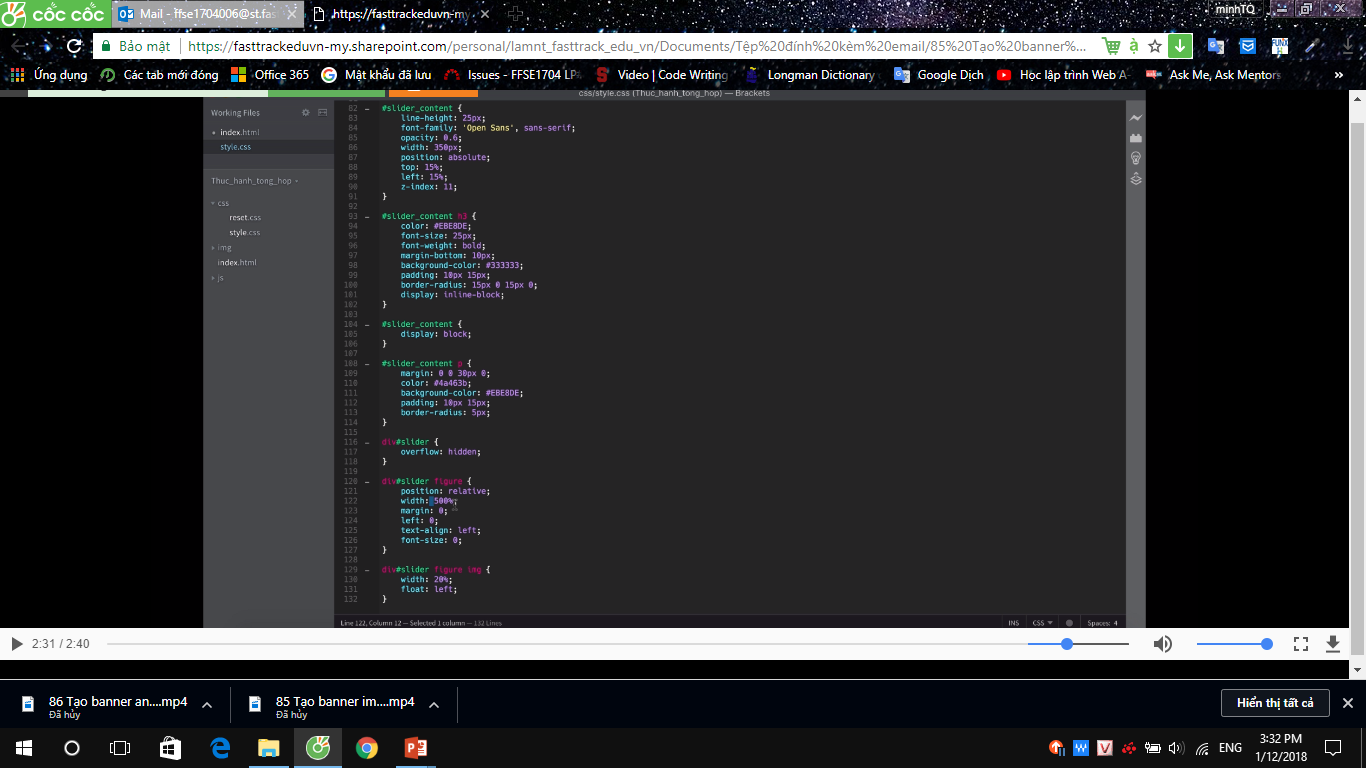 cốc cốc
Mail - ffse1704006@st.fas
https://fasttrackeduvn-my
minhTQ
Bảo mật
https://fasttrackeduvn-my.sharepoint.com/personal/lamnt_fasttrack_edu_vn/Documents/Tệp%20đính%20kèm%20email/85%20Tạo%20banner%...
Ứng dụng
Các tab mới đóng
Office 365
Mật khẩu đã lưu
Issues - FFSE1704 LP
Video | Code Writing
Longman Dictionary
Google Dịch
Học lập trình Web A-
Ask Me, Ask Mentors
»
css/style.css (Thuc_hanh_tong_hop) — Brackets
Working Files
index.html
style.css
Thuc_hanh_tong_hop
css
reset.css
style.css
img
index.html
js
82 #slider_content {
83 line-height: 25px;
84 font-family: 'Open Sans', sans-serif;
85 opacity: 0.6;
86 width: 350px;
87 position: absolute;
88 top: 15%;
89 left: 15%;
90 z-index: 11;
91 }
92
93 #slider_content h3 {
94 color: #EBE8DE;
95 font-size: 25px;
96 font-weight: bold;
97 margin-bottom: 10px;
98 background-color: #333333;
99 padding: 10px 15px;
100 border-radius: 15px 0 15px 0;
101 display: inline-block;
102 }
103
104 #slider_content {
105 display: block;
106 }
107
108 #slider_content p {
109 margin: 0 0 30px 0;
110 color: #4a463b;
111 background-color: #EBE8DE;
112 padding: 10px 15px;
113 border-radius: 5px;
114 }
115
116 div#slider {
117 overflow: hidden;
118 }
119
120 div#slider figure {
121 position: relative;
122 width: 500%;
123 margin: 0;
124 left: 0;
125 text-align: left;
126 font-size: 0;
127 }
128
129 div#slider figure img {
130 width: 20%;
131 float: left;
132 }
Line 122, Column 12 — Selected 1 column — 132 Lines
INS
CSS
Spaces: 4
2:31 / 2:40
86 Tạo banner an....mp4
Đã hủy
85 Tạo banner im....mp4
Đã hủy
Hiển thị tất cả
ENG
3:32 PM
1/12/2018